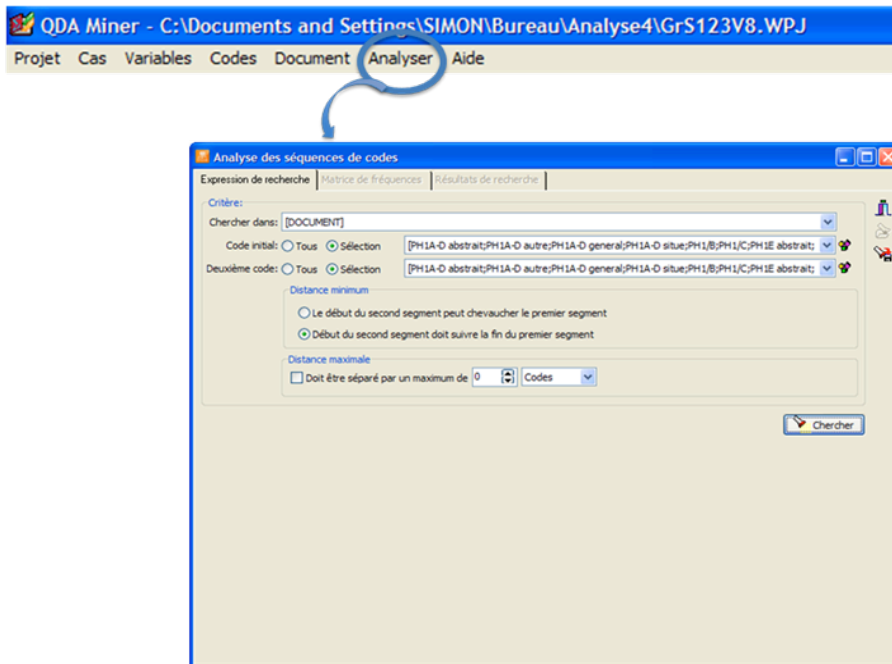 QDA Miner - C:\Documents and Settings\SIMON\Bureau\Analyse4\GrS123V8.WPJ
Projet Cas Variables Codes Document Analyser Aide
Analyse des séquences de codes
Expression de recherche Matrice de fréquences Résultats de recherche
Critère:
Chercher dans: [DOCUMENT]
Code initial: Tous Sélection [PH1A-D abstrait;PH1A-D autre;PH1A-D general;PH1A-D situe;PH1/B;PH1/C;PH1E abstrait;
Deuxième code: Tous Sélection [PH1A-D abstrait;PH1A-D autre;PH1A-D general;PH1A-D situe;PH1/B;PH1/C;PH1E abstrait;
Distance minimum
Le début du second segment peut chevaucher le premier segment
Début du second segment doit suivre la fin du premier segment
Distance maximale
Doit être séparé par un maximum de 0 Codes
Chercher